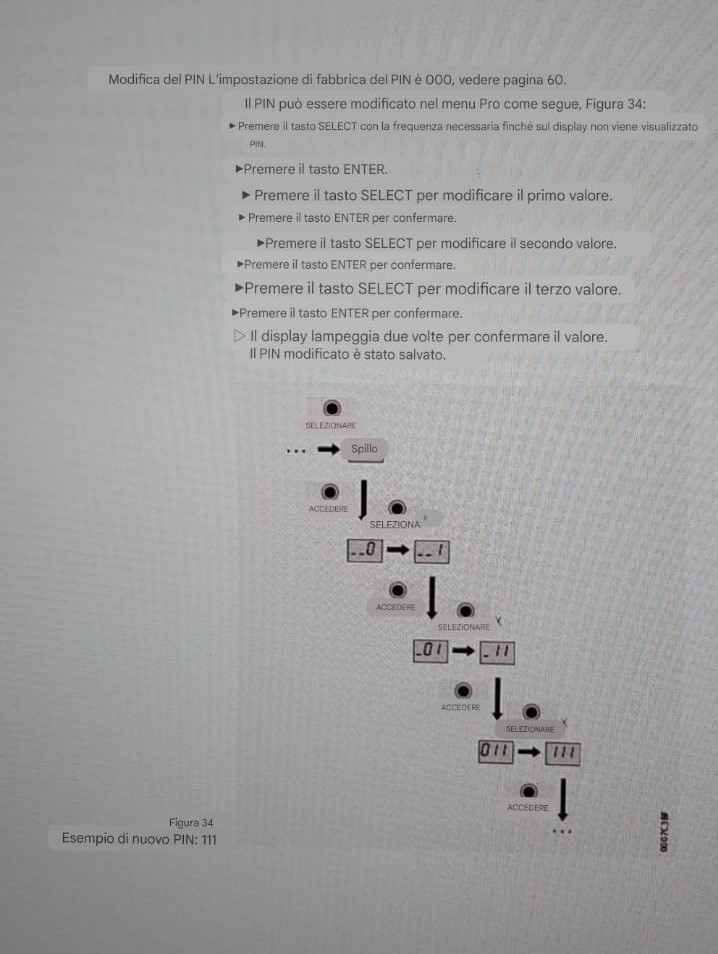 Modifica del PIN L'impostazione di fabbrica del PIN è 000, vedere pagina 60.
Il PIN può essere modificato nel menu Pro come segue, Figura 34:
▶ Premere il tasto SELECT con la frequenza necessaria finché sul display non viene visualizzato
PIN.
▶Premere il tasto ENTER.
▶ Premere il tasto SELECT per modificare il primo valore.
▶ Premere il tasto ENTER per confermare.
▶Premere il tasto SELECT per modificare il secondo valore.
▶Premere il tasto ENTER per confermare.
▶Premere il tasto SELECT per modificare il terzo valore.
▶Premere il tasto ENTER per confermare.
▷ Il display lampeggia due volte per confermare il valore.
Il PIN modificato è stato salvato.
SELEZIONARE
... Spillo
ACCEDERE
SELEZIONA x
__0 __1
ACCEDERE
SELEZIONARE
_01 _11
ACCEDERE
SELEZIONARE
011 111
ACCEDERE
...
Figura 34
Esempio di nuovo PIN: 111